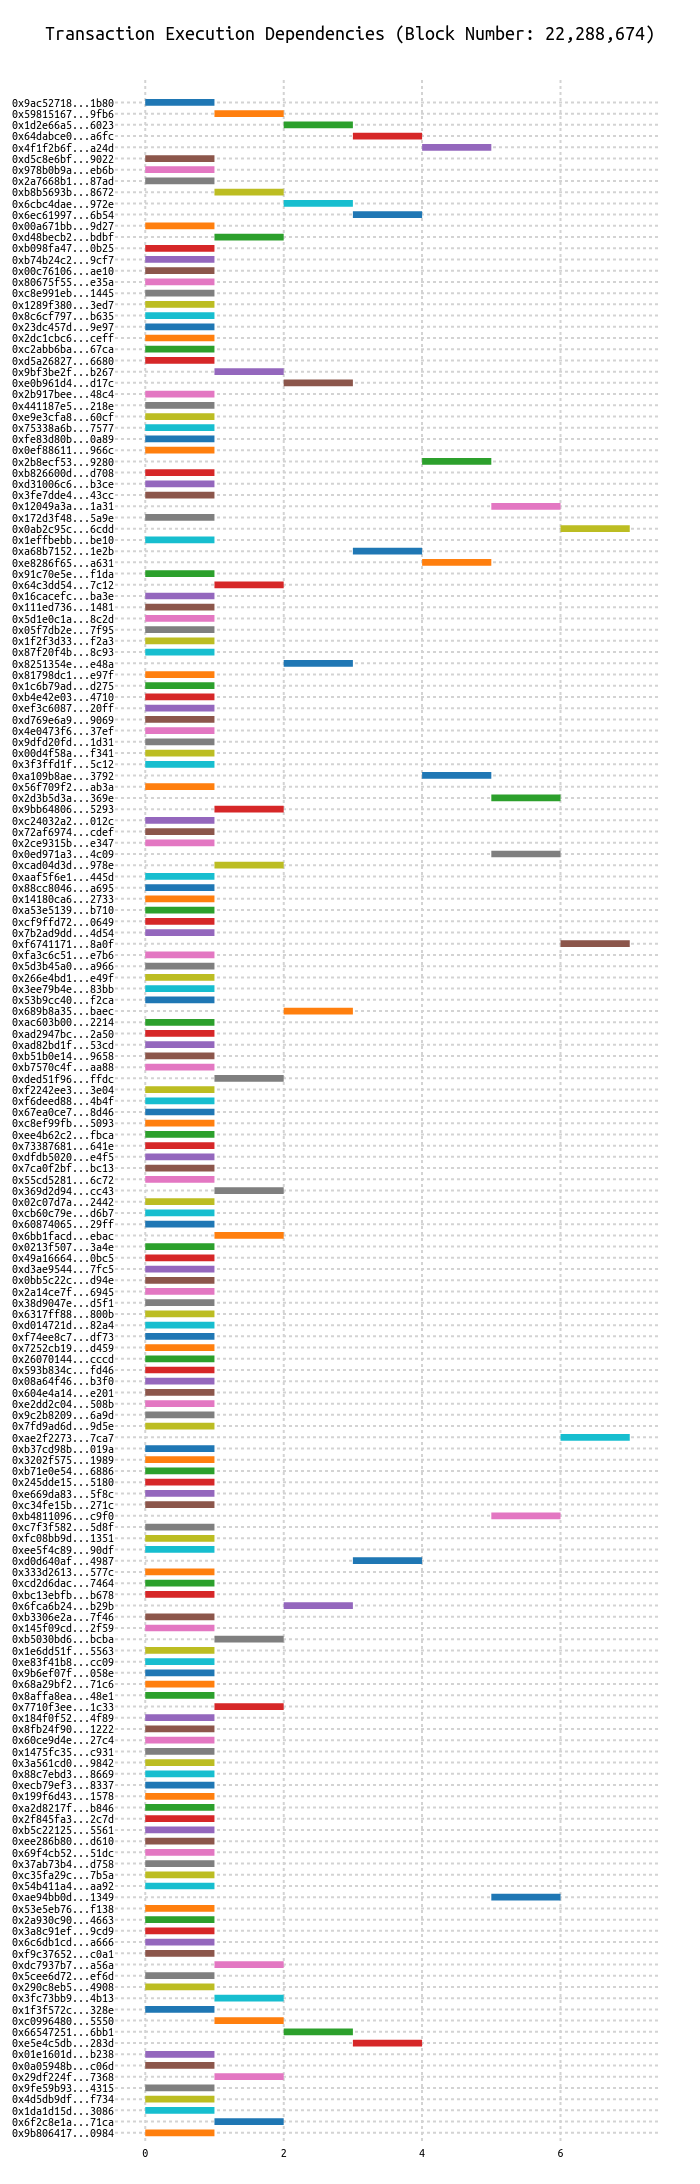 Transaction Execution Dependencies (Block Number: 22,288,674)
0x9ac52718...1b80
0x59815167...9fb6
0x1d2e66a5...6023
0x64dabce0...a6fc
0x4f1f2b6f...a24d
0xd5c8e6bf...9022
0x978b0b9a...eb6b
0x2a7668b1...87ad
0xb8b5693b...8672
0x6cbc4dae...972e
0x6ec61997...6b54
0x00a671bb...9d27
0xd48becb2...bdbf
0xb098fa47...0b25
0xb74b24c2...9cf7
0x00c76106...ae10
0x80675f55...e35a
0xc8e991eb...1445
0x1289f380...3ed7
0x8c6cf797...b635
0x23dc457d...9e97
0x2dc1cbc6...ceff
0xc2abb6ba...67ca
0xd5a26827...6680
0x9bf3be2f...b267
0xe0b961d4...d17c
0x2b917bee...48c4
0x441187e5...218e
0xe9e3cfa8...60cf
0x75338a6b...7577
0xfe83d80b...0a89
0x0ef88611...966c
0x2b8ecf53...9280
0xb826600d...d708
0xd31006c6...b3ce
0x3fe7dde4...43cc
0x12049a3a...1a31
0x172d3f48...5a9e
0x0ab2c95c...6cdd
0x1effbebb...be10
0xa68b7152...1e2b
0xe8286f65...a631
0x91c70e5e...f1da
0x64c3dd54...7c12
0x16cacefc...ba3e
0x111ed736...1481
0x5d1e0c1a...8c2d
0x05f7db2e...7f95
0x1f2f3d33...f2a3
0x87f20f4b...8c93
0x8251354e...e48a
0x81798dc1...e97f
0x1c6b79ad...d275
0xb4e42e03...4710
0xef3c6087...20ff
0xd769e6a9...9069
0x4e0473f6...37ef
0x9dfd20fd...1d31
0x00d4f58a...f341
0x3f3ffd1f...5c12
0xa109b8ae...3792
0x56f709f2...ab3a
0x2d3b5d3a...369e
0x9bb64806...5293
0xc24032a2...012c
0x72af6974...cdef
0x2ce9315b...e347
0x0ed971a3...4c09
0xcad04d3d...978e
0xaaf5f6e1...445d
0x88cc8046...a695
0x14180ca6...2733
0xa53e5139...b710
0xcf9ffd72...0649
0x7b2ad9dd...4d54
0xf6741171...8a0f
0xfa3c6c51...e7b6
0x5d3b45a0...a966
0x266e4bd1...e49f
0x3ee79b4e...83bb
0x53b9cc40...f2ca
0x689b8a35...baec
0xac603b00...2214
0xad2947bc...2a50
0xad82bd1f...53cd
0xb51b0e14...9658
0xb7570c4f...aa88
0xded51f96...ffdc
0xf2242ee3...3e04
0xf6deed88...4b4f
0x67ea0ce7...8d46
0xc8ef99fb...5093
0xee4b62c2...fbca
0x73387681...641e
0xdfdb5020...e4f5
0x7ca0f2bf...bc13
0x55cd5281...6c72
0x369d2d94...cc43
0x02c07d7a...2442
0xcb60c79e...d6b7
0x60874065...29ff
0x6bb1facd...ebac
0x0213f507...3a4e
0x49a16664...0bc5
0xd3ae9544...7fc5
0x0bb5c22c...d94e
0x2a14ce7f...6945
0x38d9047e...d5f1
0x6317ff88...800b
0xd014721d...82a4
0xf74ee8c7...df73
0x7252cb19...d459
0x26070144...cccd
0x593b834c...fd46
0x08a64f46...b3f0
0x604e4a14...e201
0xe2dd2c04...508b
0x9c2b8209...6a9d
0x7fd9ad6d...9d5e
0xae2f2273...7ca7
0xb37cd98b...019a
0x3202f575...1989
0xb71e0e54...6886
0x245dde15...5180
0xe669da83...5f8c
0xc34fe15b...271c
0xb4811096...c9f0
0xc7f3f582...5d8f
0xfc08bb9d...1351
0xee5f4c89...90df
0xd0d640af...4987
0x333d2613...577c
0xcd2d6dac...7464
0xbc13ebfb...b678
0x6fca6b24...b29b
0xb3306e2a...7f46
0x145f09cd...2f59
0xb5030bd6...bcba
0x1e6dd51f...5563
0xe83f41b8...cc09
0x9b6ef07f...058e
0x68a29bf2...71c6
0x8affa8ea...48e1
0x7710f3ee...1c33
0x184f0f52...4f89
0x8fb24f90...1222
0x60ce9d4e...27c4
0x1475fc35...c931
0x3a561cd0...9842
0x88c7ebd3...8669
0xecb79ef3...8337
0x199f6d43...1578
0xa2d8217f...b846
0x2f845fa3...2c7d
0xb5c22125...5561
0xee286b80...d610
0x69f4cb52...51dc
0x37ab73b4...d758
0xc35fa29c...7b5a
0x54b411a4...aa92
0xae94bb0d...1349
0x53e5eb76...f138
0x2a930c90...4663
0x3a8c91ef...9cd9
0x6c6db1cd...a666
0xf9c37652...c0a1
0xdc7937b7...a56a
0x5cee6d72...ef6d
0x290c8eb5...4908
0x3fc73bb9...4b13
0x1f3f572c...328e
0xc0996480...5550
0x66547251...6bb1
0xe5e4c5db...283d
0x01e1601d...b238
0x0a05948b...c06d
0x29df224f...7368
0x9fe59b93...4315
0x4d5db9df...f734
0x1da1d15d...3086
0x6f2c8e1a...71ca
0x9b806417...0984
0 2 4 6